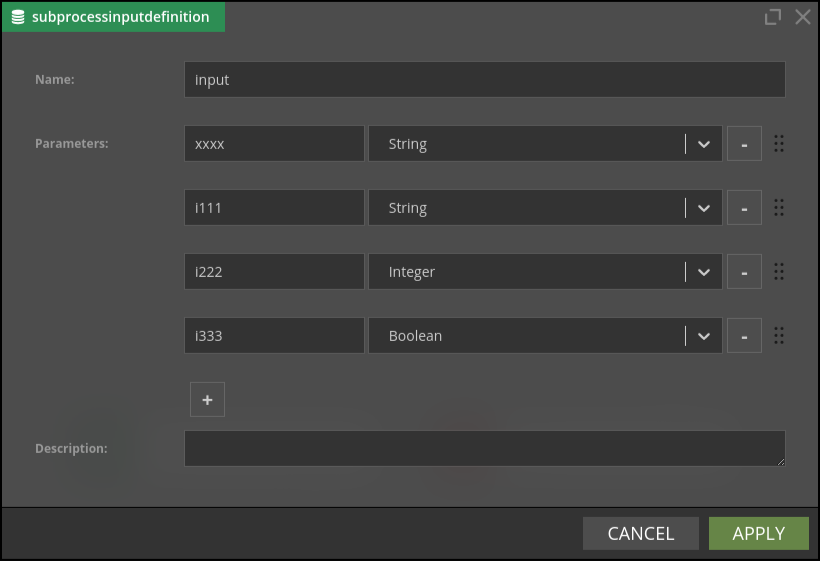 subprocessinputdefinition
Name: input
Parameters: xxxx String -
i111 String -
i222 Integer -
i333 Boolean -
+
Description:
CANCEL APPLY